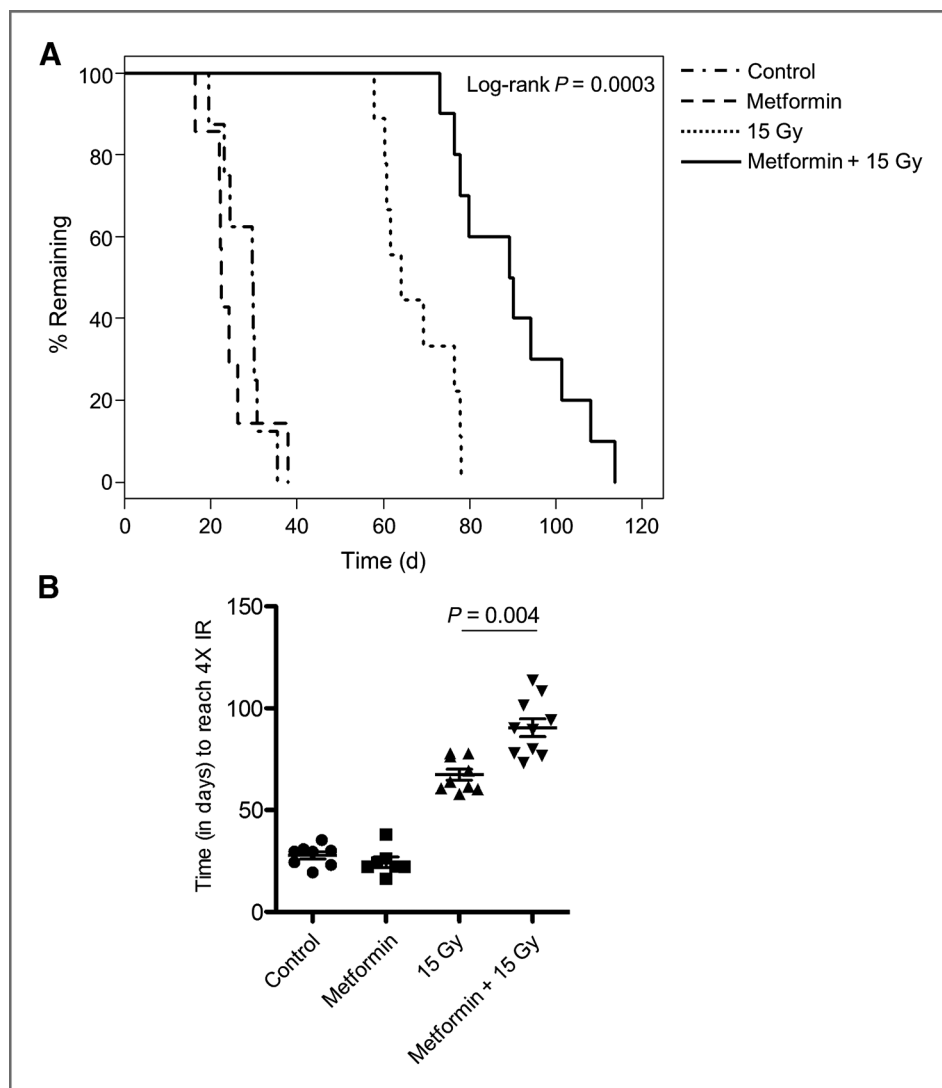 A
Log-rank P = 0.0003
Control
Metformin
15 Gy
Metformin + 15 Gy
100
80
60
40
20
0
% Remaining
0 20 40 60 80 100 120
Time (d)
B
P = 0.004
150
100
50
0
Time (in days) to reach 4X IR
Control
Metformin
15 Gy
Metformin + 15 Gy